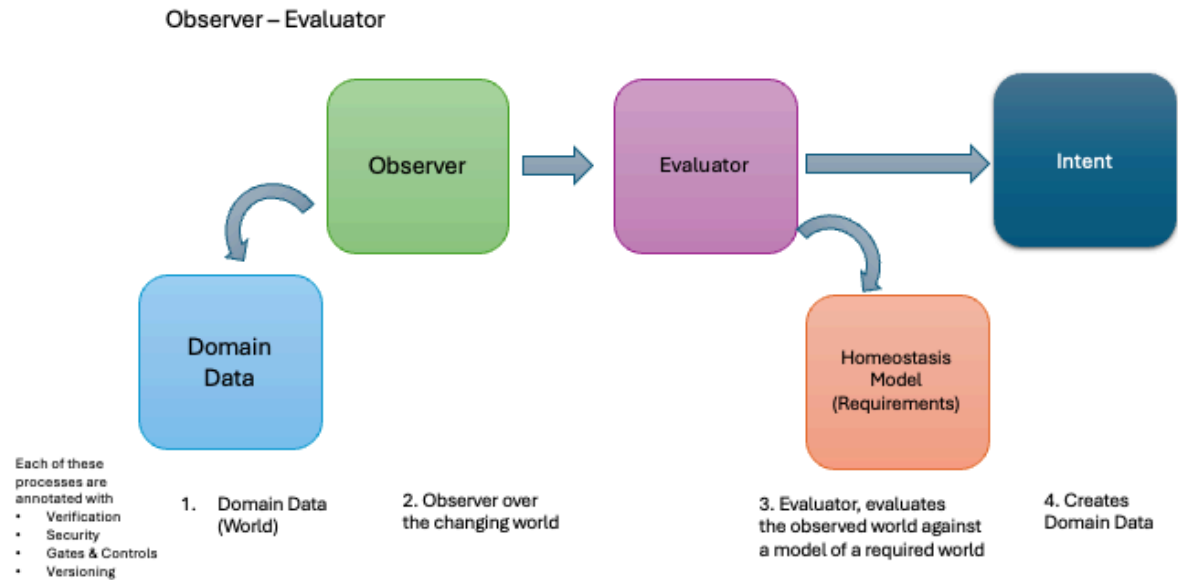 Observer – Evaluator
Observer
Evaluator
Intent
Domain
Data
Homeostasis
Model
(Requirements)
Each of these
processes are
annotated with
• Verification
• Security
• Gates & Controls
• Versioning
1. Domain Data
(World)
2. Observer over
the changing world
3. Evaluator, evaluates
the observed world against
a model of a required world
4. Creates
Domain Data